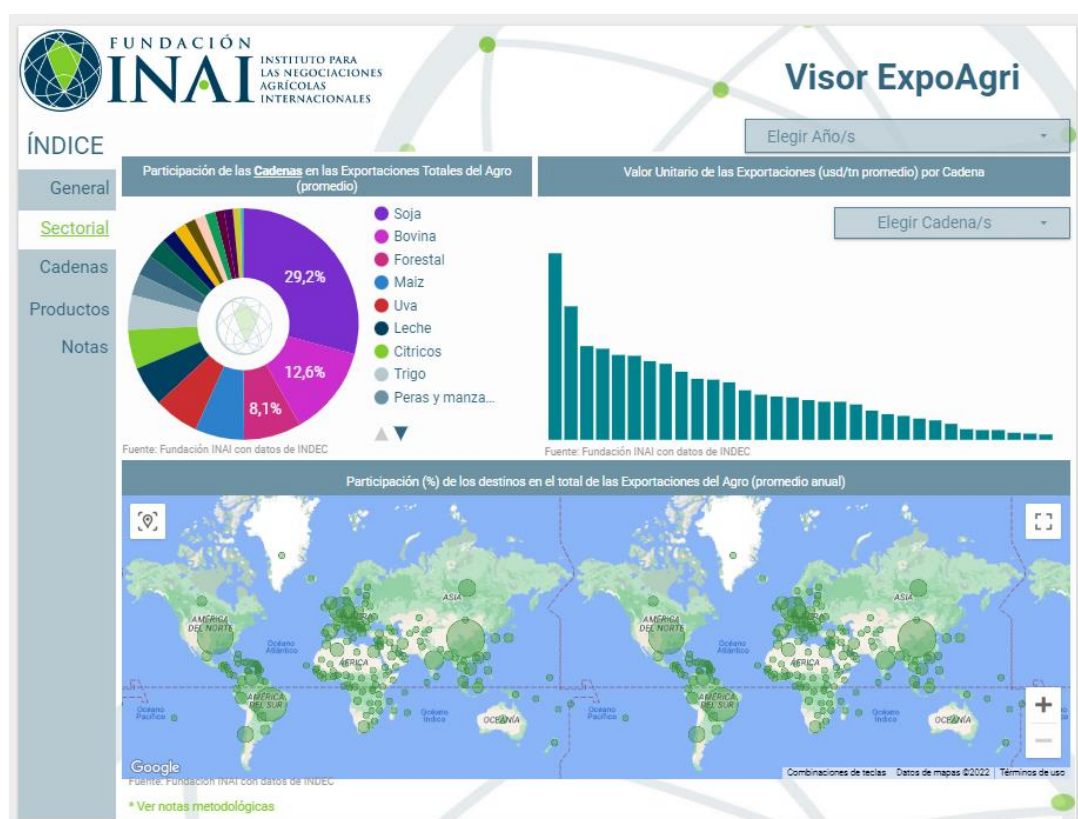 FUNDACIÓN
INAI
INSTITUTO PARA
LAS NEGOCIACIONES
AGRÍCOLAS
INTERNACIONALES
Visor ExpoAgri
Elegir Año/s
ÍNDICE
General
Sectorial
Cadenas
Productos
Notas
Participación de las Cadenas en las Exportaciones Totales del Agro
(promedio)
29,2%
12,6%
8,1%
Soja
Bovina
Forestal
Maiz
Uva
Leche
Citricos
Trigo
Peras y manza...
Fuente: Fundación INAI con datos de INDEC
Valor Unitario de las Exportaciones (usd/tn promedio) por Cadena
Elegir Cadena/s
Fuente: Fundación INAI con datos de INDEC
Participación (%) de los destinos en el total de las Exportaciones del Agro (promedio anual)
AMÉRICA
DEL NORTE
Océano
Atlántico
ÁFRICA
ASIA
AMÉRICA
DEL SUR
Océano
Pacífico
Océano
Índico
OCEANÍA
AMÉRICA
DEL NORTE
Océano
Atlántico
ÁFRICA
ASIA
AMÉRICA
DEL SUR
Océano
Pacífico
Océano
Índico
OCEANÍA
+
Google
Combinaciones de teclas
Datos de mapas ©2022
Términos de uso
Fuente: Fundación INAI con datos de INDEC
* Ver notas metodológicas